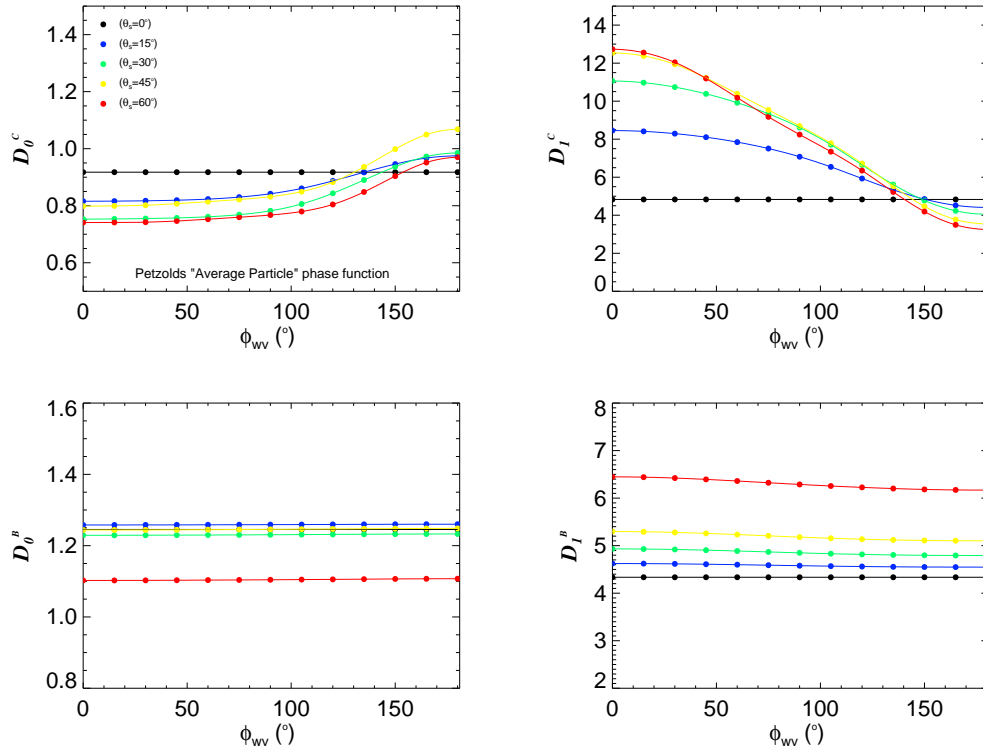 1.4
1.2
1.0
0.8
0.6
D₀ᶜ
(θₛ=0°)
(θₛ=15°)
(θₛ=30°)
(θₛ=45°)
(θₛ=60°)
Petzolds "Average Particle" phase function
0 50 100 150
ϕwv (°)
14
12
10
8
6
4
2
0
D₁ᶜ
0 50 100 150
ϕwv (°)
1.6
1.4
1.2
1.0
0.8
D₀ᴮ
0 50 100 150
ϕwv (°)
8
7
6
5
4
3
2
D₁ᴮ
0 50 100 150
ϕwv (°)